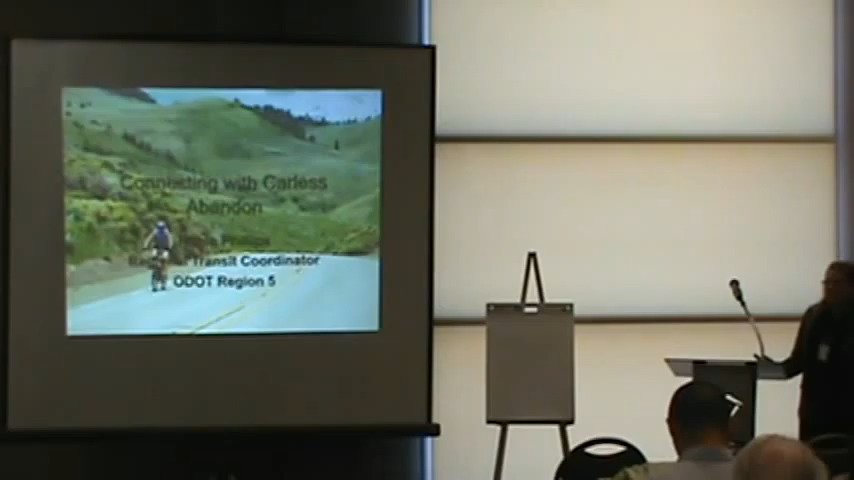 Connecting with Carless
Abandon
Transit Coordinator
ODOT Region 5